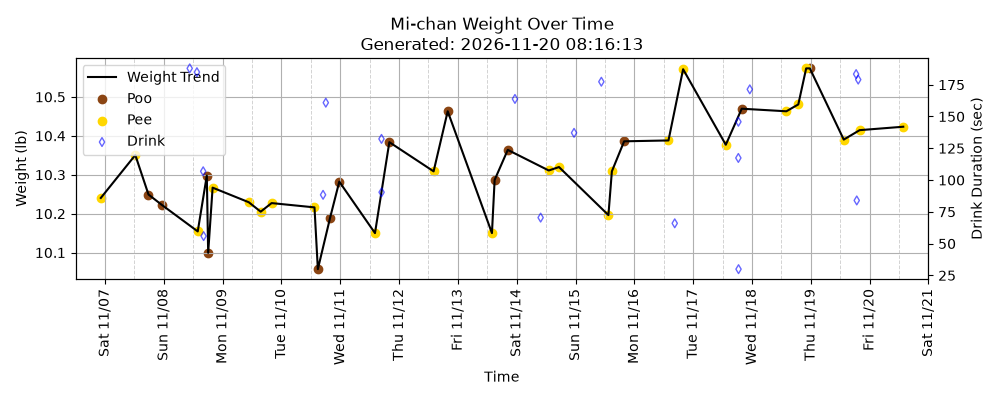 Mi-chan Weight Over Time
Generated: 2026-11-20 08:16:13
Weight Trend
Poo
Pee
Drink
Weight (lb)
10.5
10.4
10.3
10.2
10.1
Drink Duration (sec)
175
150
125
100
75
50
25
Sat 11/07
Sun 11/08
Mon 11/09
Tue 11/10
Wed 11/11
Thu 11/12
Fri 11/13
Sat 11/14
Sun 11/15
Mon 11/16
Tue 11/17
Wed 11/18
Thu 11/19
Fri 11/20
Sat 11/21
Time